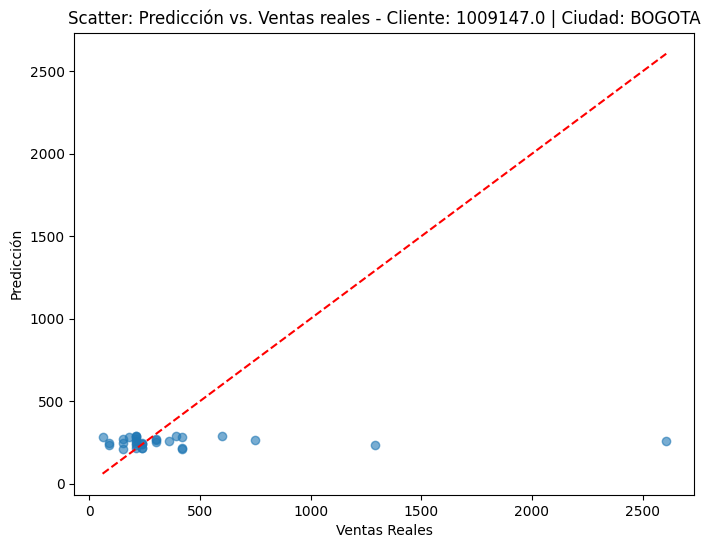 Scatter: Predicción vs. Ventas reales - Cliente: 1009147.0 | Ciudad: BOGOTA
2500
2000
1500
1000
500
0
Predicción
0 500 1000 1500 2000 2500
Ventas Reales